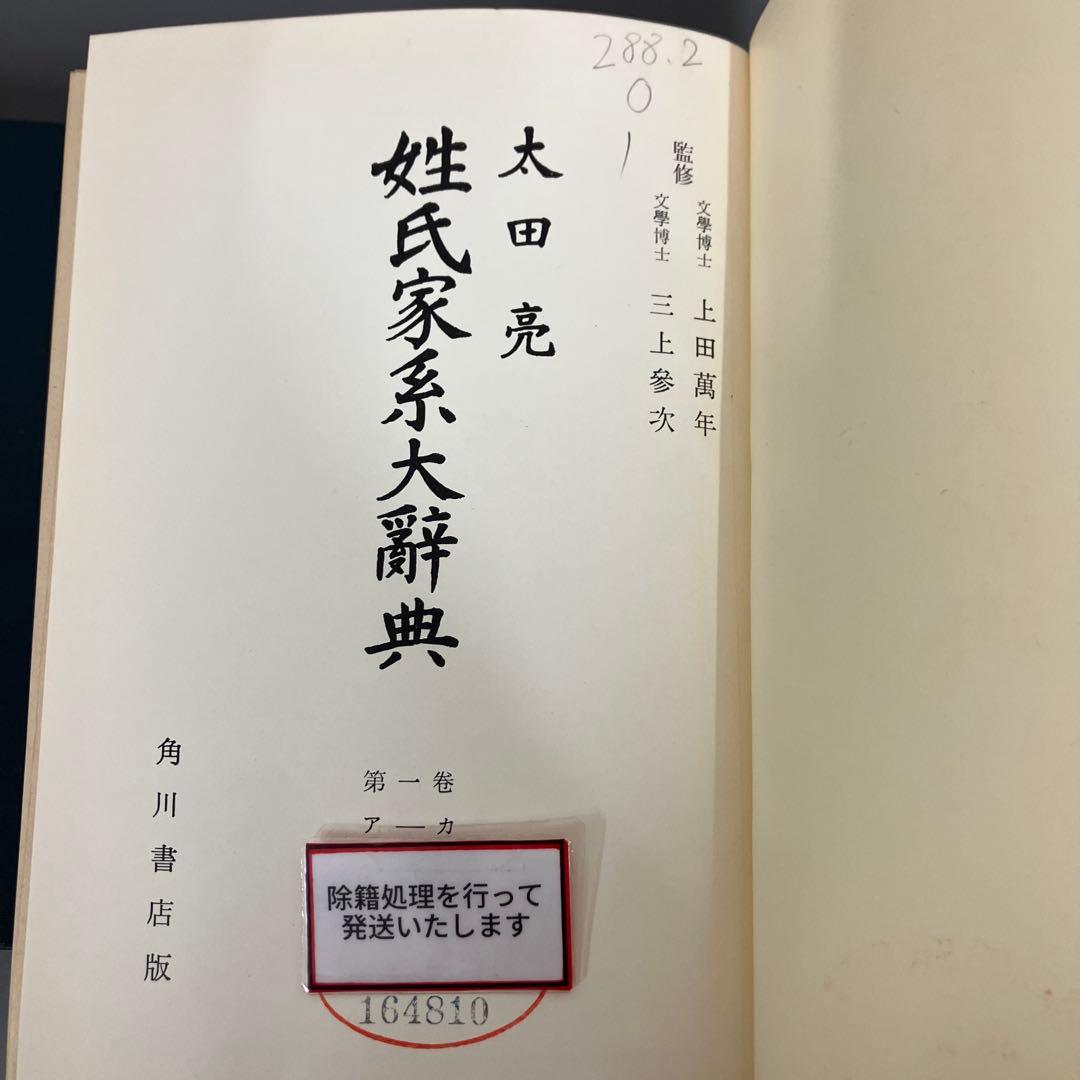 288.2
0
1
監修
文學博士 上田萬年
文學博士 三上參次
太田亮
姓氏家系大辭典
第一巻
ア—カ
角川書店版
除籍処理を行って
発送いたします
164810